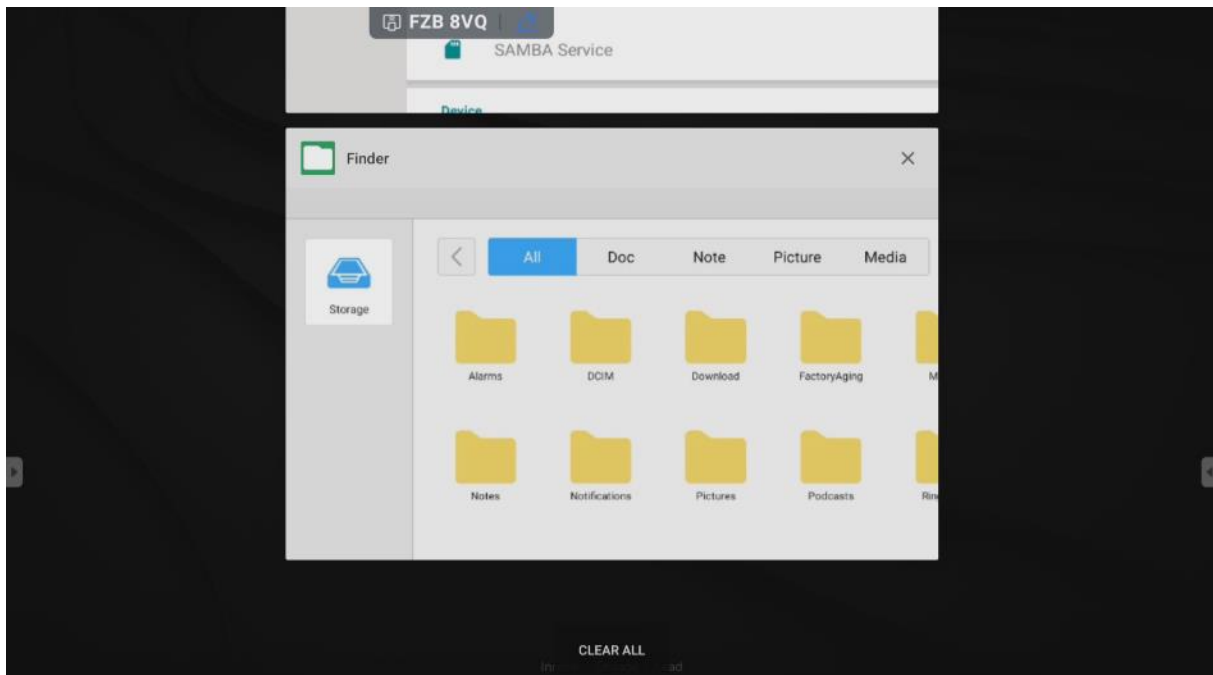 FZB 8VQ
SAMBA Service
Device
Finder
All Doc Note Picture Media
Storage
Alarms DCIM Download FactoryAging M
Notes Notifications Pictures Podcasts Rin
CLEAR ALL